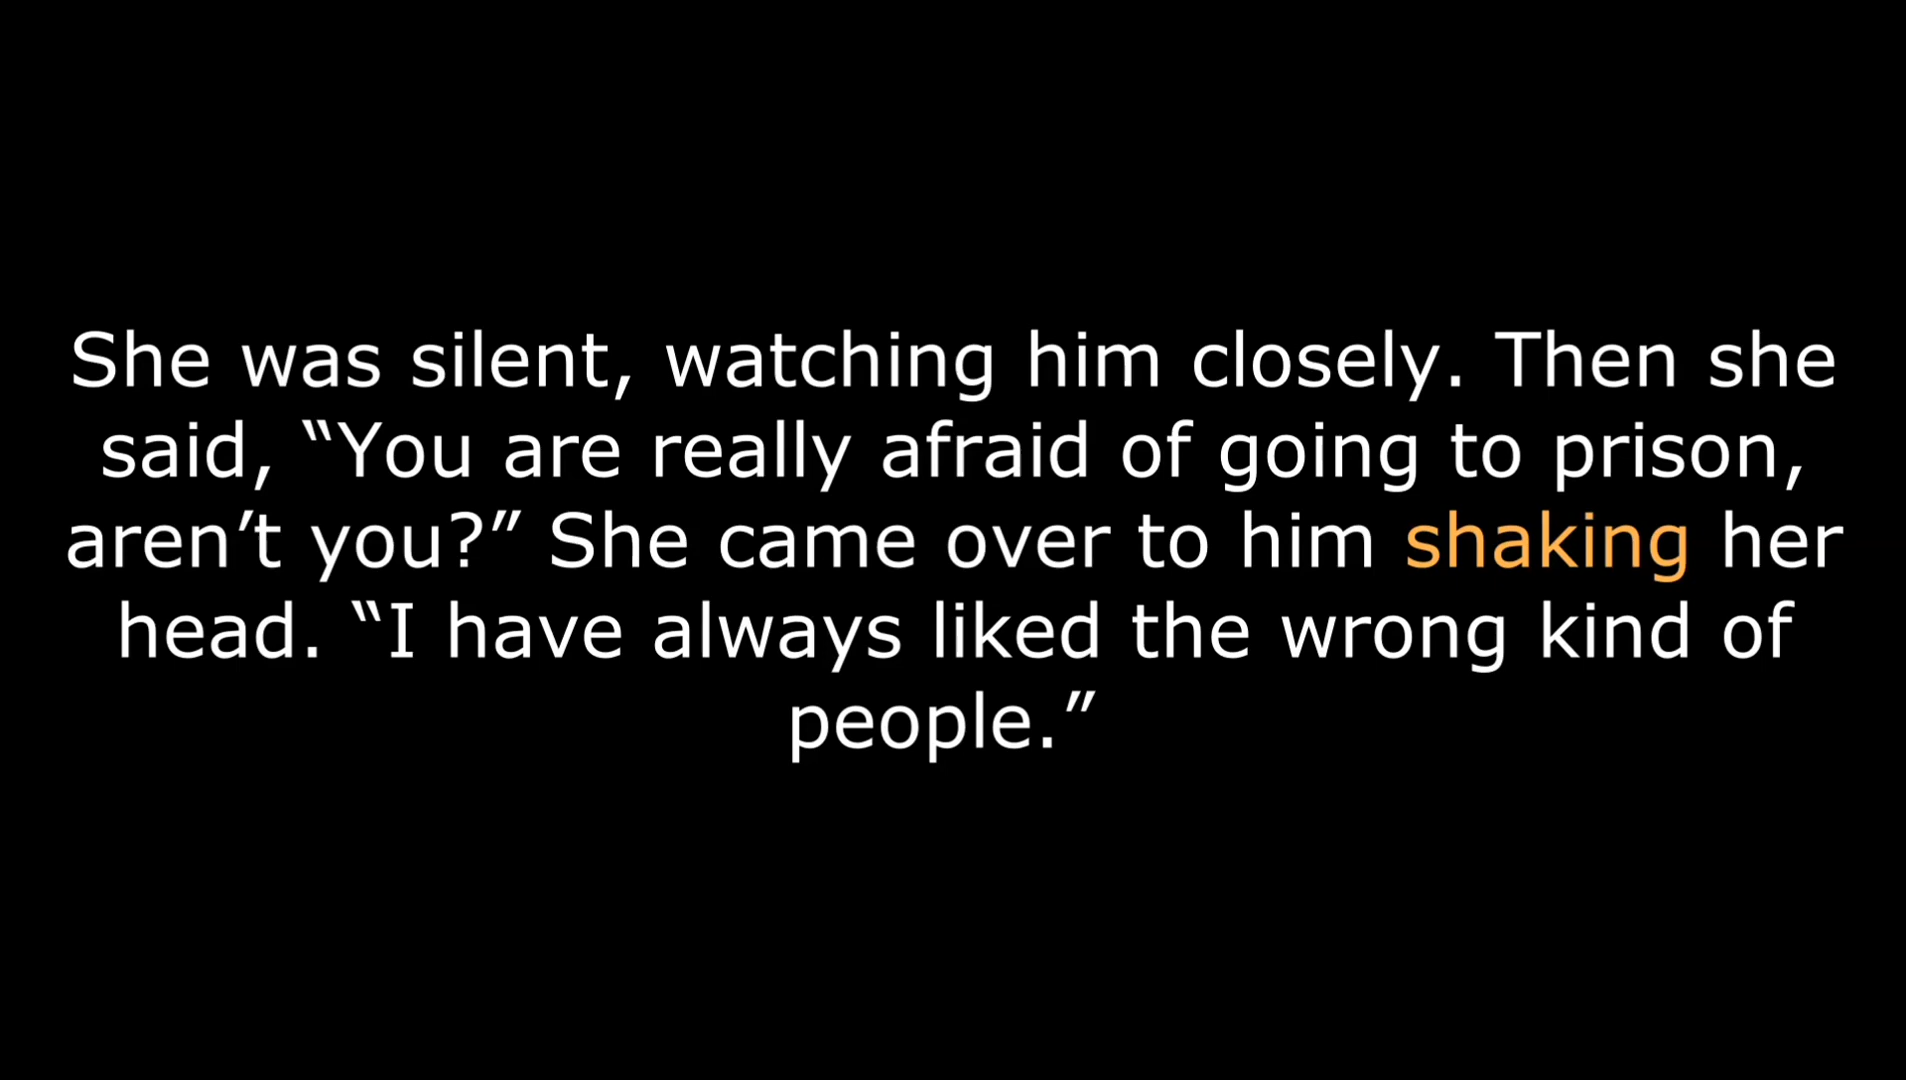 She was silent, watching him closely. Then she
said, “You are really afraid of going to prison,
aren’t you?” She came over to him shaking her
head. “I have always liked the wrong kind of
people.”